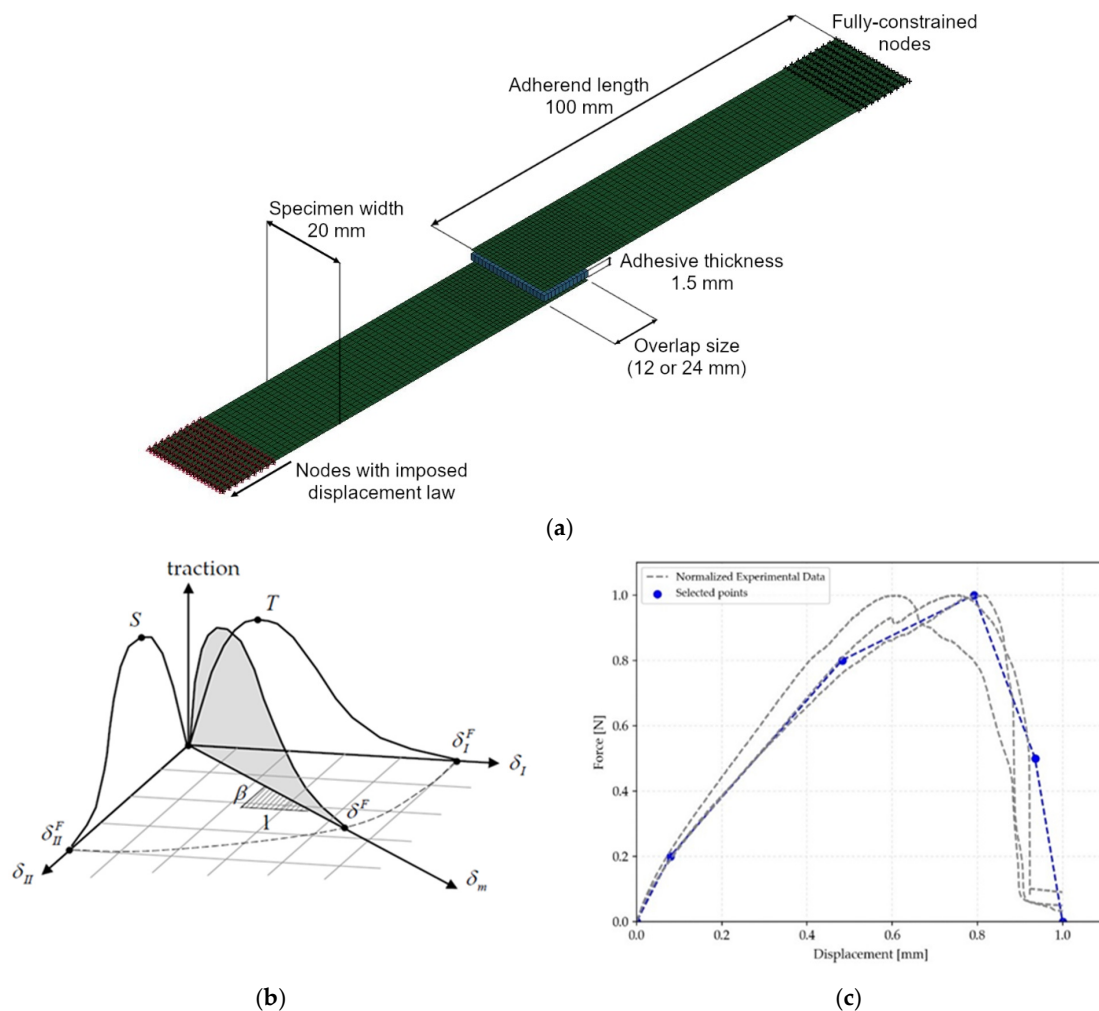 Fully-constrained
nodes
Adherend length
100 mm
Specimen width
20 mm
Adhesive thickness
1.5 mm
Overlap size
(12 or 24 mm)
Nodes with imposed
displacement law
(a)
traction
S
T
δ_I^F
δ_I
β
1
δ^F
δ_II^F
δ_II
δ_m
(b)
Normalized Experimental Data
Selected points
Force [N]
1.0
0.8
0.6
0.4
0.2
0.0
0.0 0.2 0.4 0.6 0.8 1.0
Displacement [mm]
(c)